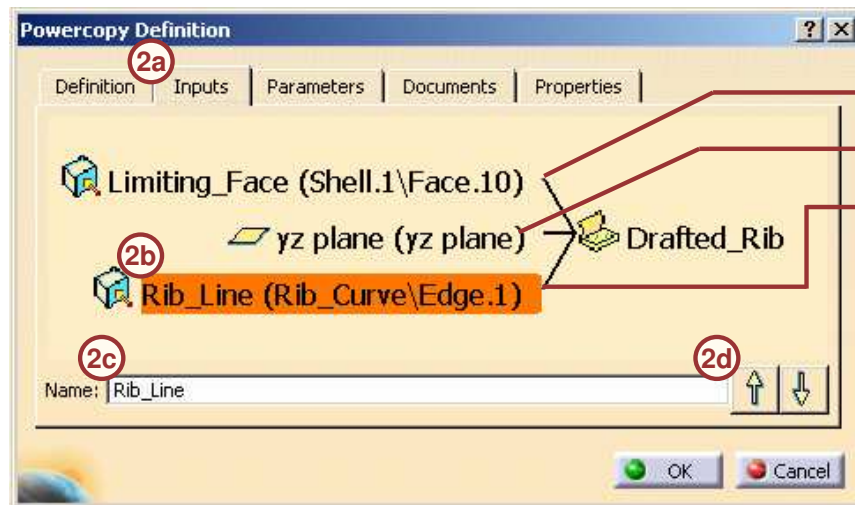 Powercopy Definition
2a
Definition Inputs Parameters Documents Properties
Limiting_Face (Shell.1\Face.10)
yz plane (yz plane)
Drafted_Rib
2b
Rib_Line (Rib_Curve\Edge.1)
2c
2d
Name: Rib_Line
OK Cancel